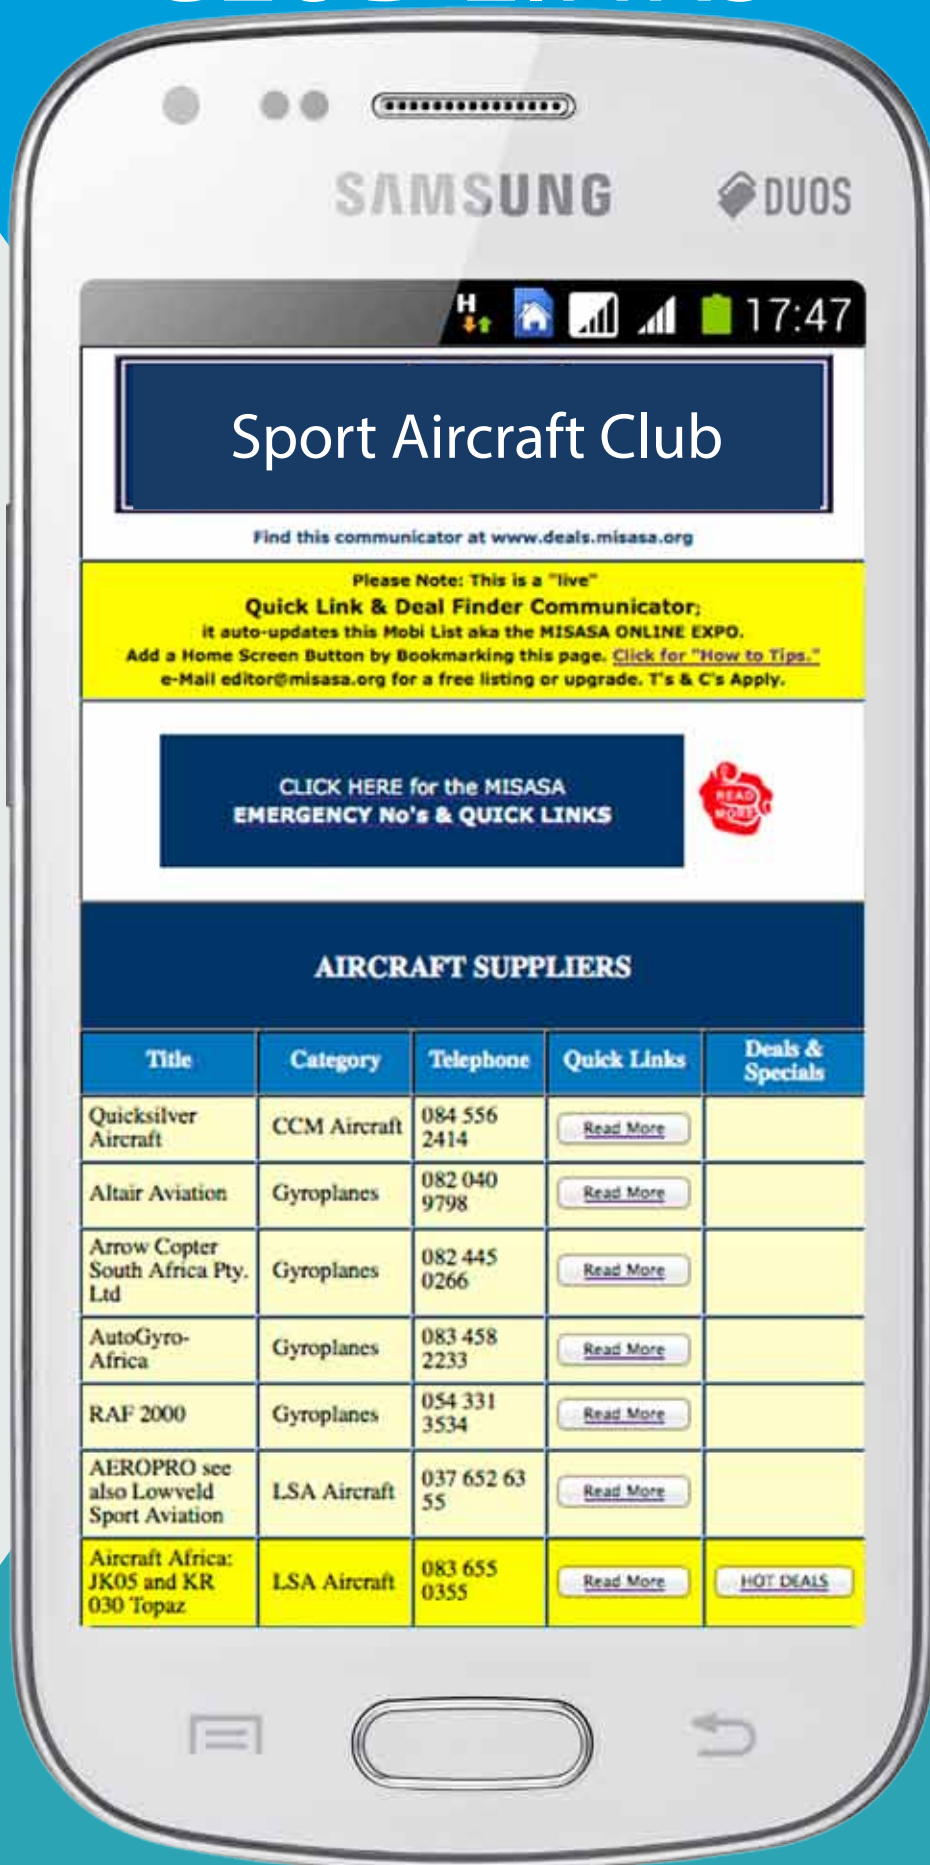 SAMSUNG DUOS
H 17:47
Sport Aircraft Club
Find this communicator at www.deals.misasa.org
Please Note: This is a "live"
Quick Link & Deal Finder Communicator;
it auto-updates this Mobi List aka the MISASA ONLINE EXPO.
Add a Home Screen Button by Bookmarking this page. Click for "How to Tips."
e-Mail editor@misasa.org for a free listing or upgrade. T's & C's Apply.
CLICK HERE for the MISASA
EMERGENCY No's & QUICK LINKS
READ
MORE
AIRCRAFT SUPPLIERS
Title Category Telephone Quick Links Deals &
Specials
Quicksilver
Aircraft
CCM Aircraft
084 556
2414
Read More
Altair Aviation
Gyroplanes
082 040
9798
Read More
Arrow Copter
South Africa Pty.
Ltd
Gyroplanes
082 445
0266
Read More
AutoGyro-
Africa
Gyroplanes
083 458
2233
Read More
RAF 2000
Gyroplanes
054 331
3534
Read More
AEROPRO see
also Lowveld
Sport Aviation
LSA Aircraft
037 652 63
55
Read More
Aircraft Africa:
JK05 and KR
030 Topaz
LSA Aircraft
083 655
0355
Read More
HOT DEALS